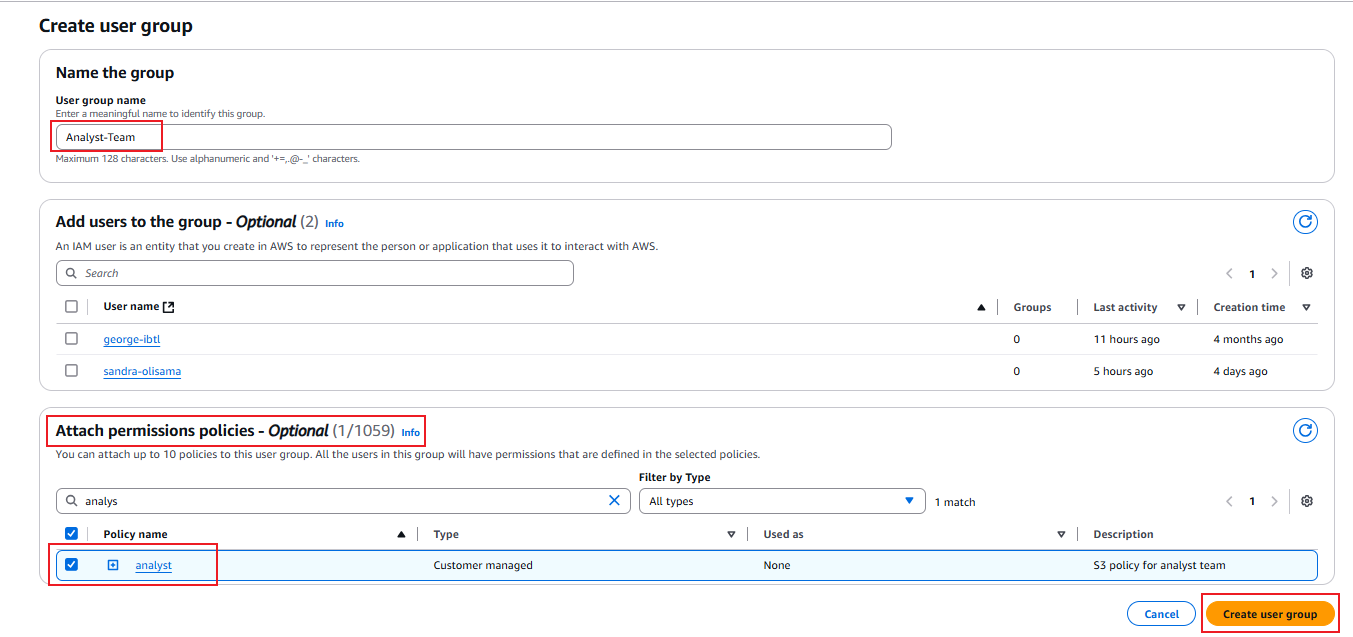 Create user group
Name the group
User group name
Enter a meaningful name to identify this group.
Analyst-Team
Maximum 128 characters. Use alphanumeric and '+=,.@-_' characters.
Add users to the group - Optional (2) Info
An IAM user is an entity that you create in AWS to represent the person or application that uses it to interact with AWS.
Search
1
User name Groups Last activity Creation time
george-ibtl 0 11 hours ago 4 months ago
sandra-olisama 0 5 hours ago 4 days ago
Attach permissions policies - Optional (1/1059) Info
You can attach up to 10 policies to this user group. All the users in this group will have permissions that are defined in the selected policies.
Filter by Type
analys All types 1 match 1
Policy name Type Used as Description
analyst Customer managed None S3 policy for analyst team
Cancel Create user group